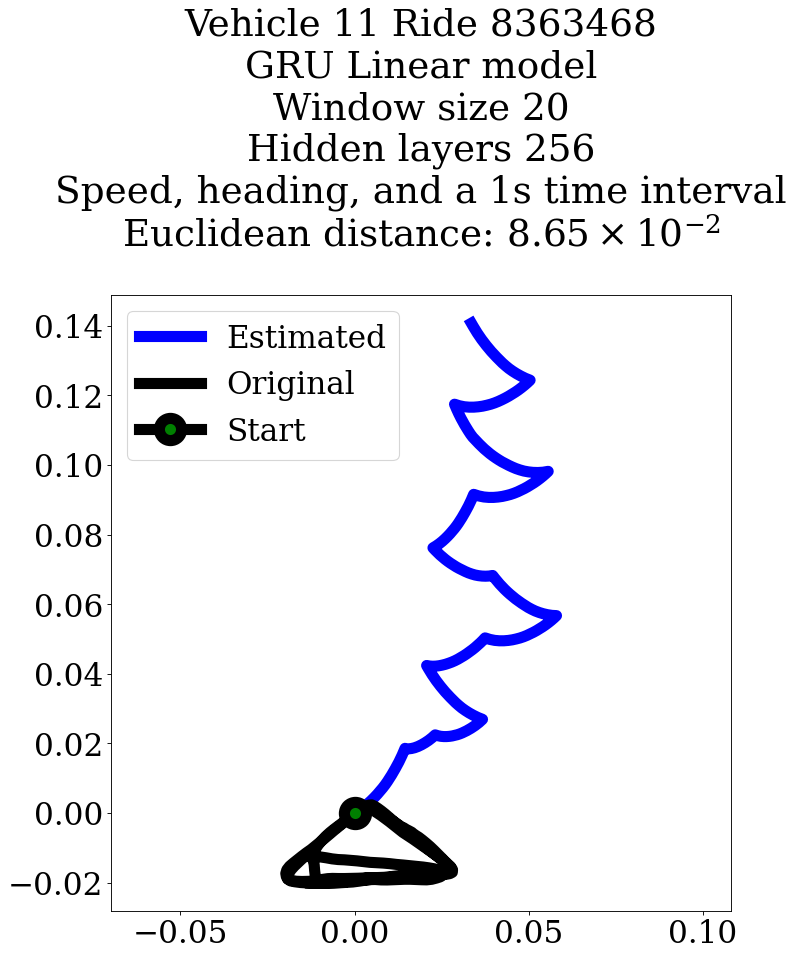 Vehicle 11 Ride 8363468
GRU Linear model
Window size 20
Hidden layers 256
Speed, heading, and a 1s time interval
Euclidean distance: 8.65 × 10⁻²
Estimated
Original
Start
0.14
0.12
0.10
0.08
0.06
0.04
0.02
0.00
−0.02
−0.05 0.00 0.05 0.10